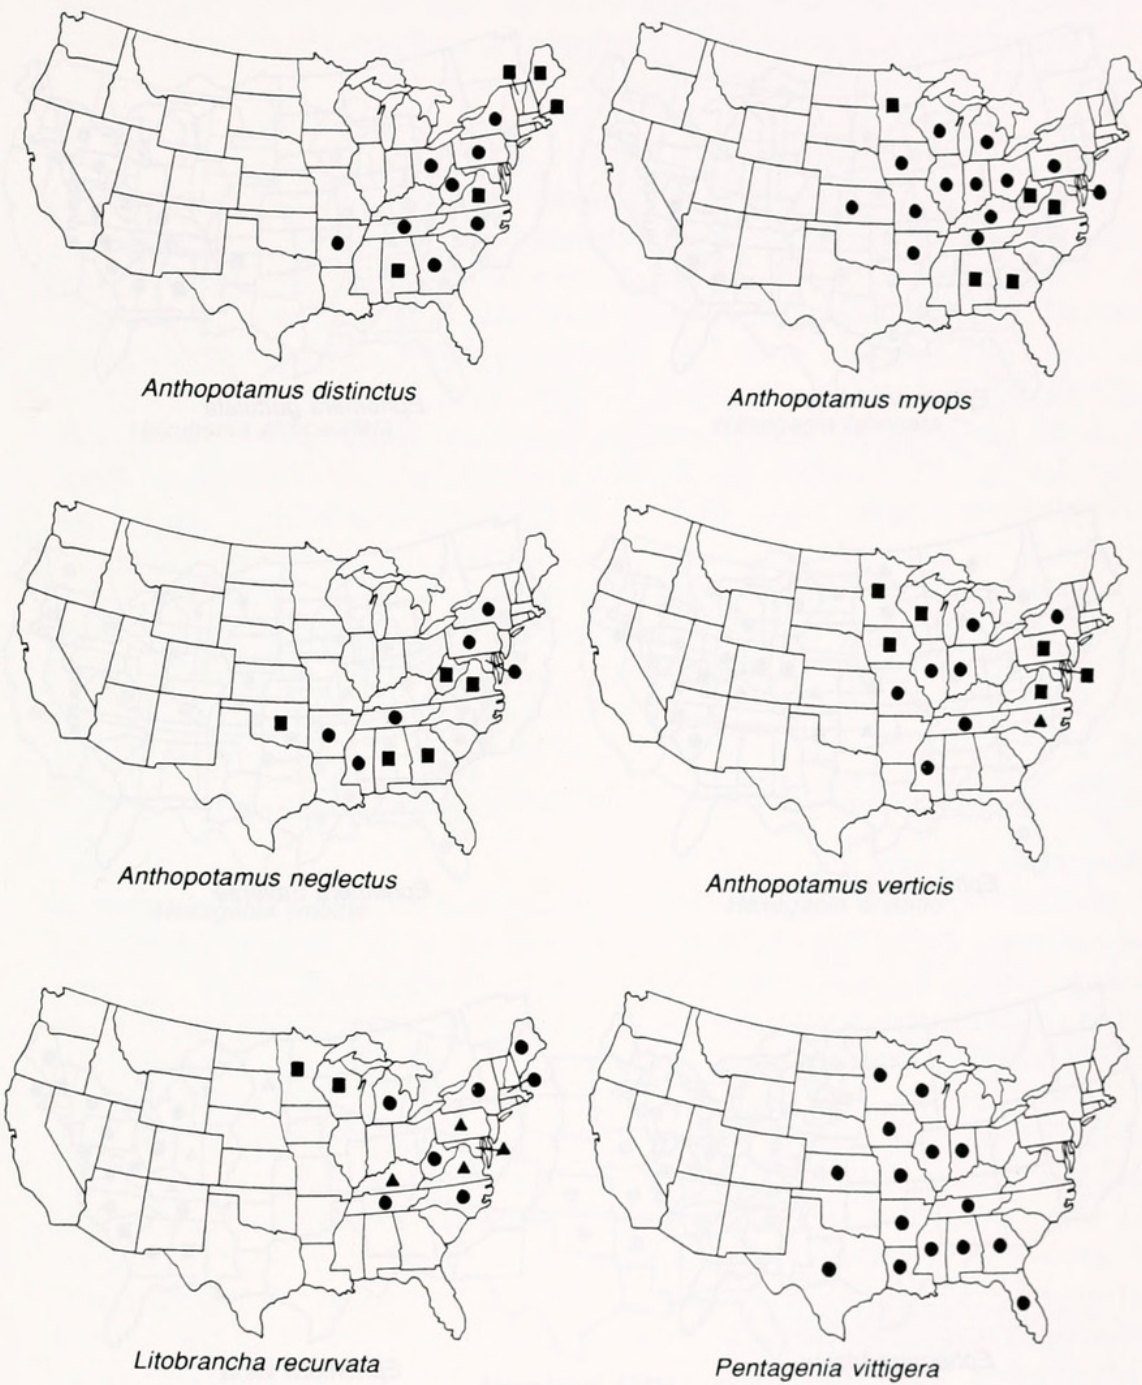 Anthopotamus distinctus
Anthopotamus myops
Anthopotamus neglectus
Anthopotamus verticis
Litobrancha recurvata
Pentagenia vittigera